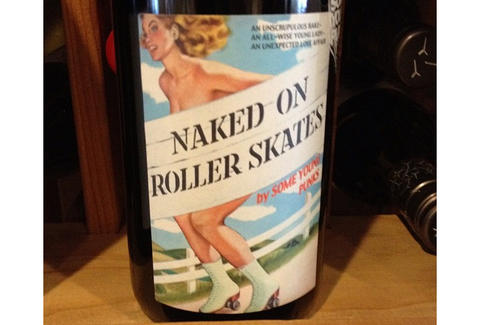 AN UNSCRUPULOUS RAKE–
AN ALL–WISE YOUNG LADY–
AN UNEXPECTED LOVE AFFAIR
NAKED ON
ROLLER SKATES
by SOME YOUNG
PUNKS